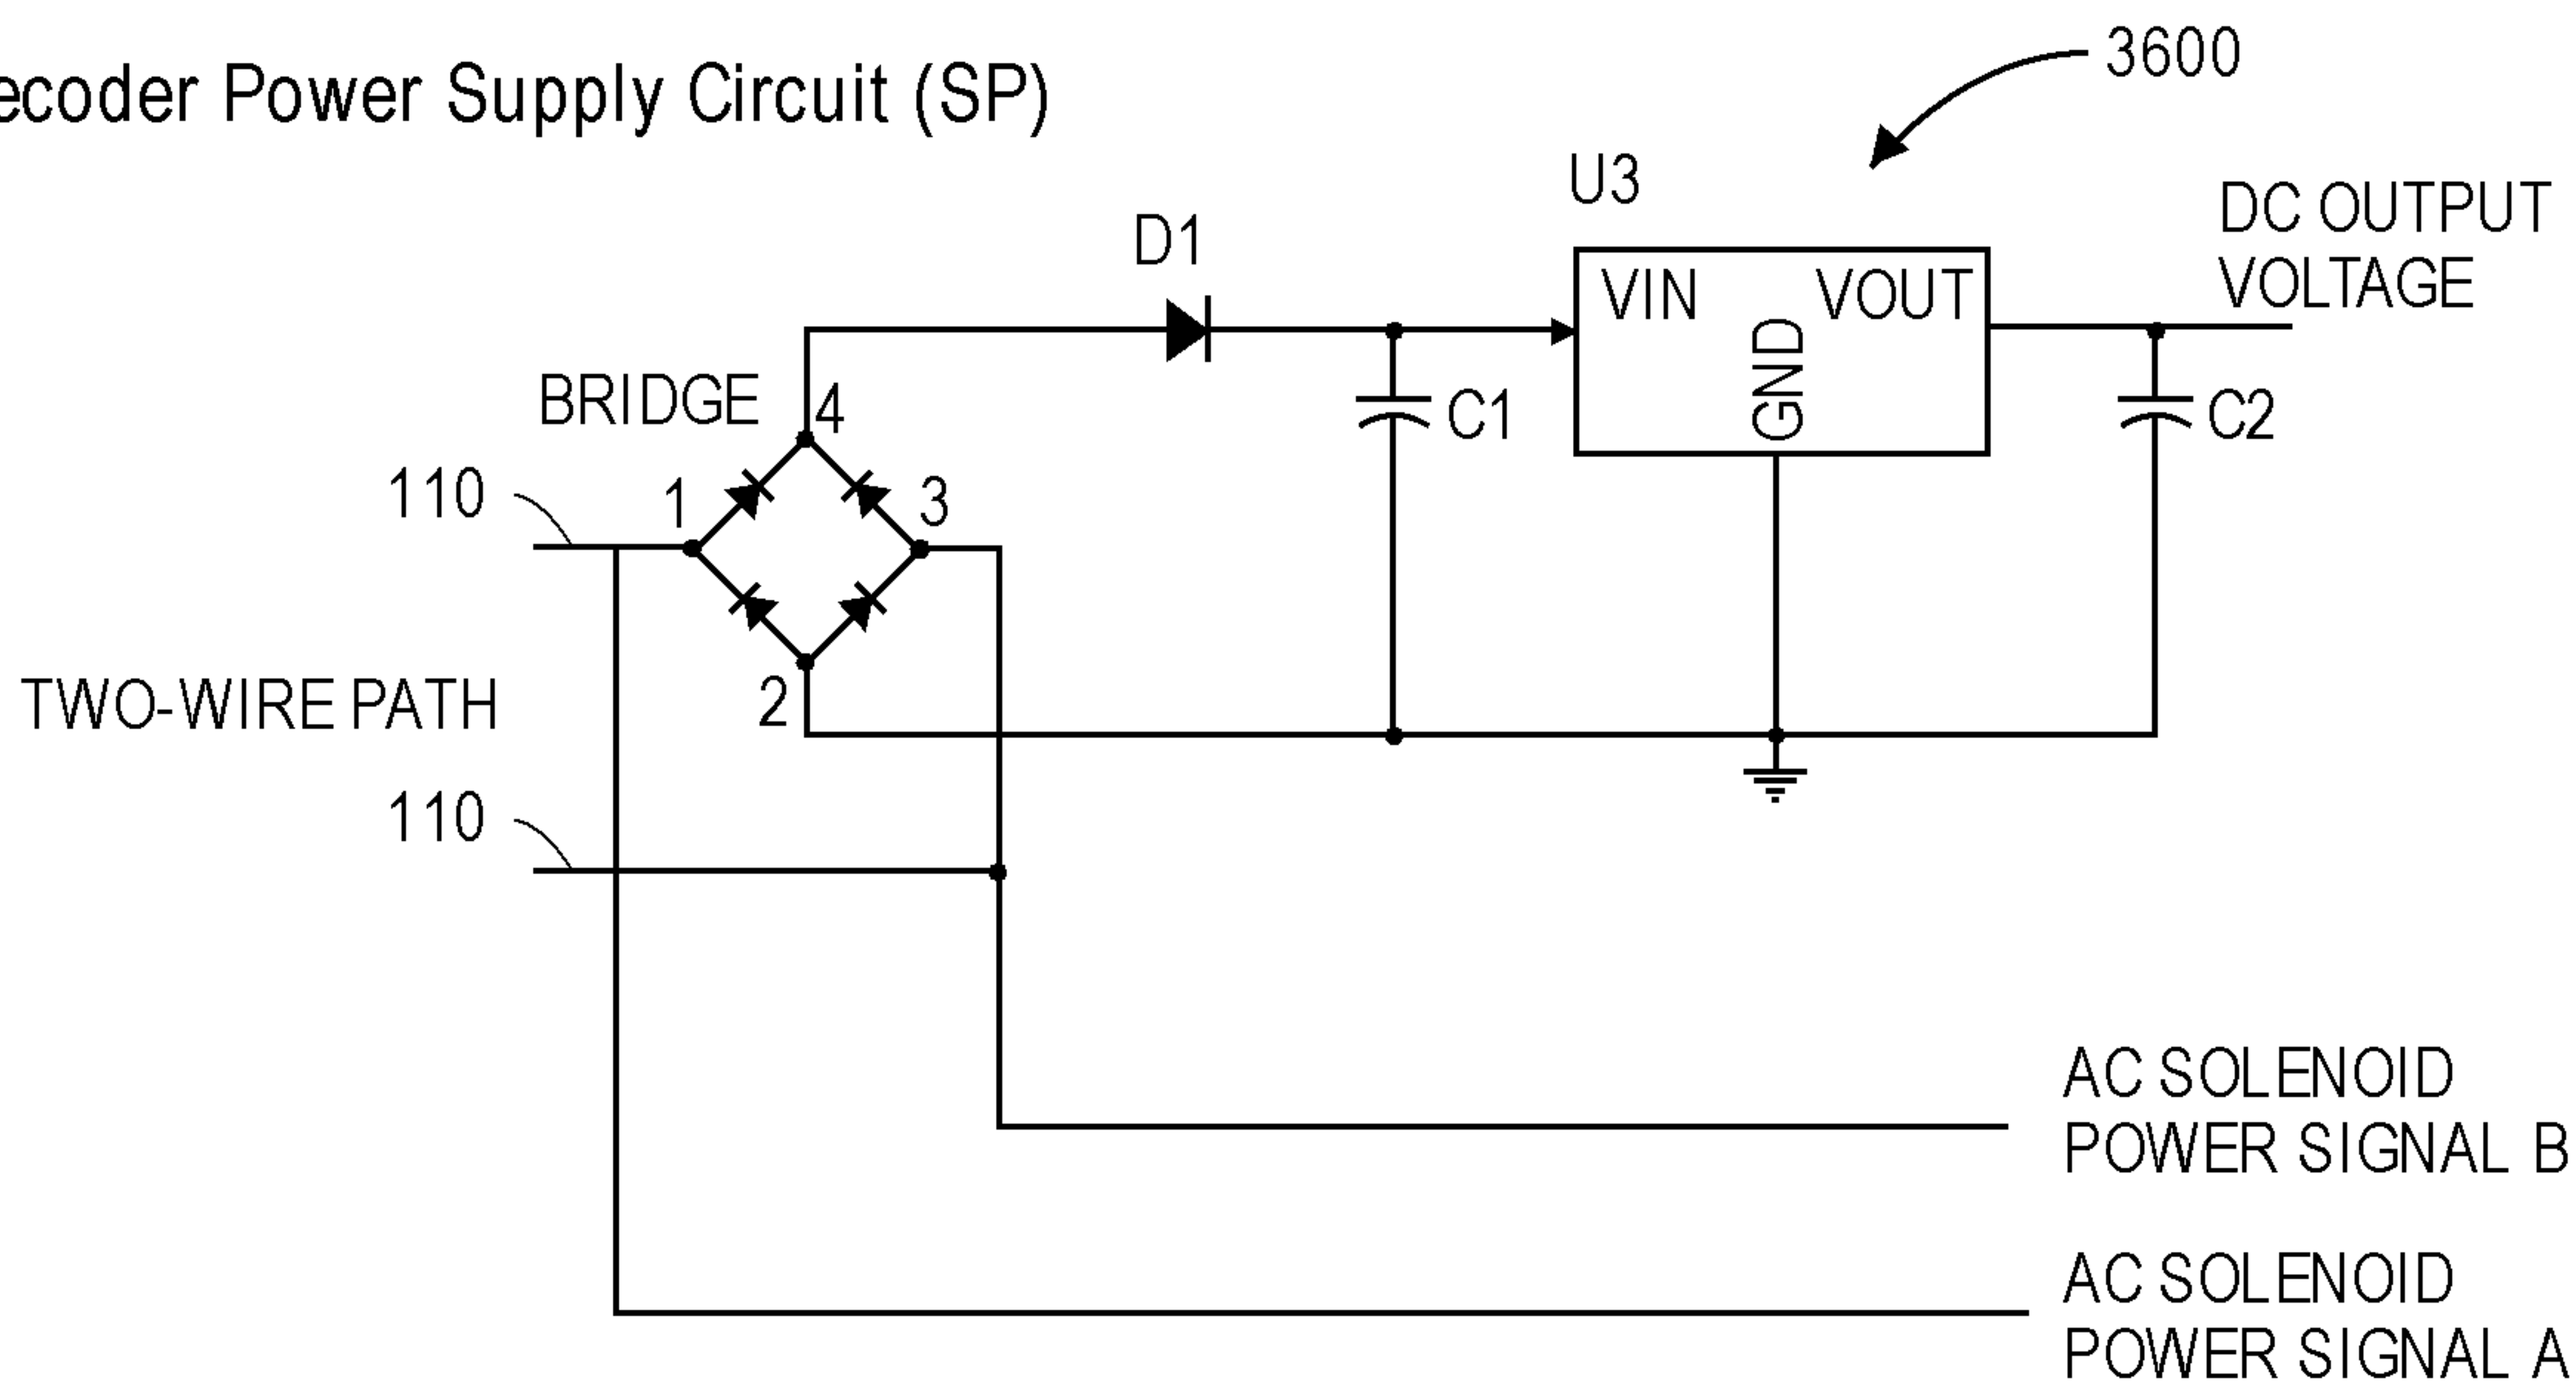 ecoder Power Supply Circuit (SP)
3600
U3
DC OUTPUT
VOLTAGE
D1
VIN
VOUT
GND
BRIDGE
4
C1
C2
110
1
3
TWO-WIRE PATH
2
110
AC SOLENOID
POWER SIGNAL B
AC SOLENOID
POWER SIGNAL A